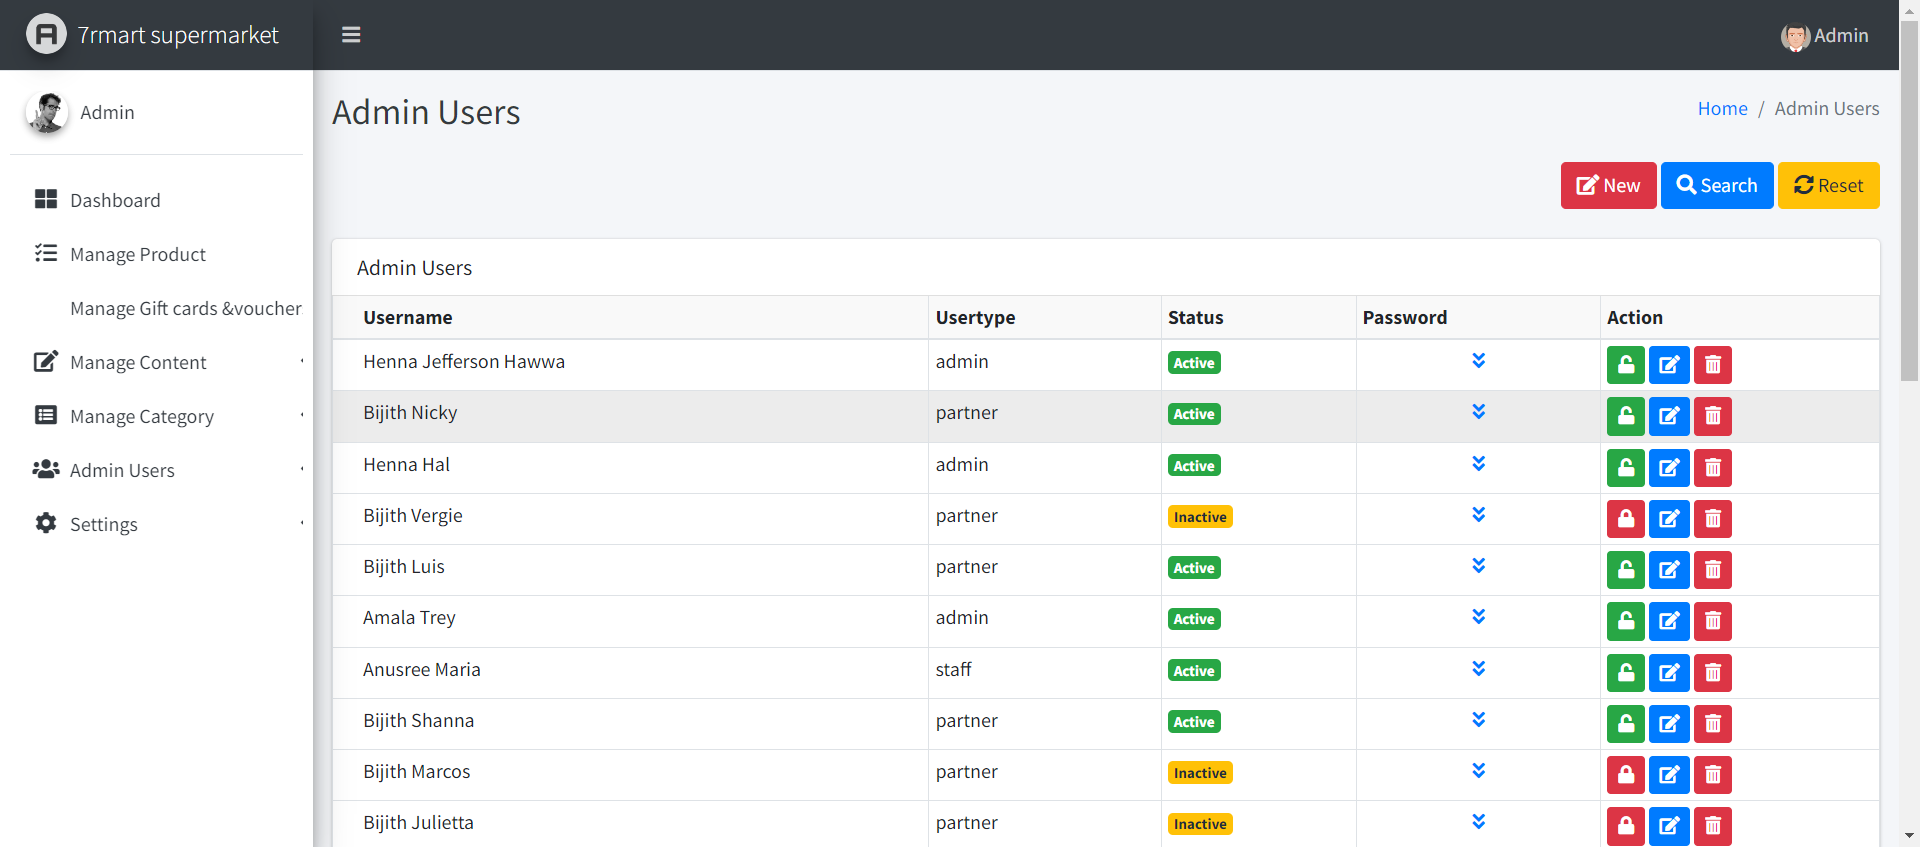 7rmart supermarket
Admin
Admin
Dashboard
Manage Product
Manage Gift cards &voucher
Manage Content
Manage Category
Admin Users
Settings
Admin Users
Home / Admin Users
New Search Reset
Admin Users
Username Usertype Status Password Action
Henna Jefferson Hawwa admin Active
Bijith Nicky partner Active
Henna Hal admin Active
Bijith Vergie partner Inactive
Bijith Luis partner Active
Amala Trey admin Active
Anusree Maria staff Active
Bijith Shanna partner Active
Bijith Marcos partner Inactive
Bijith Julietta partner Inactive